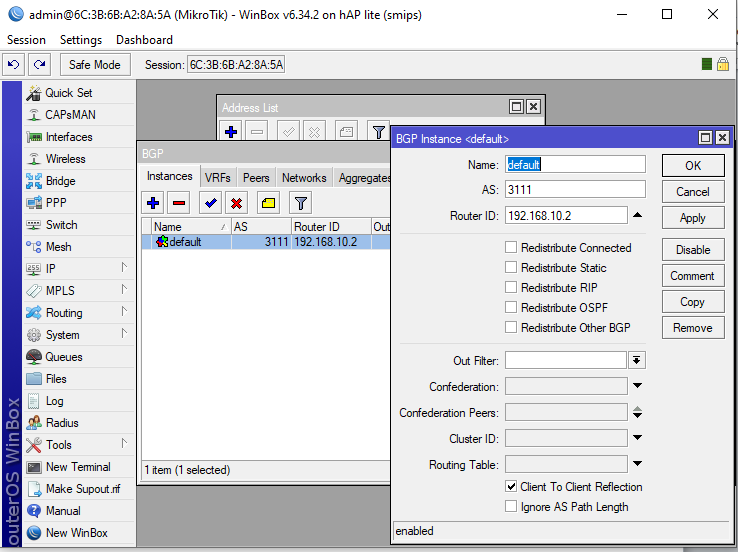 admin@6C:3B:6B:A2:8A:5A (MikroTik) - WinBox v6.34.2 on hAP lite (smips)
Session Settings Dashboard
Safe Mode Session: 6C:3B:6B:A2:8A:5A
Quick Set
CAPsMAN
Interfaces
Wireless
Bridge
PPP
Switch
Mesh
IP
MPLS
Routing
System
Queues
Files
Log
Radius
Tools
New Terminal
Make Supout.rif
Manual
New WinBox
outerOS WinBox
Address List
BGP
Instances VRFs Peers Networks Aggregates
Name AS Router ID Out
default 3111 192.168.10.2
1 item (1 selected)
BGP Instance <default>
Name: default
AS: 3111
Router ID: 192.168.10.2
Redistribute Connected
Redistribute Static
Redistribute RIP
Redistribute OSPF
Redistribute Other BGP
Out Filter:
Confederation:
Confederation Peers:
Cluster ID:
Routing Table:
Client To Client Reflection
Ignore AS Path Length
enabled
OK
Cancel
Apply
Disable
Comment
Copy
Remove